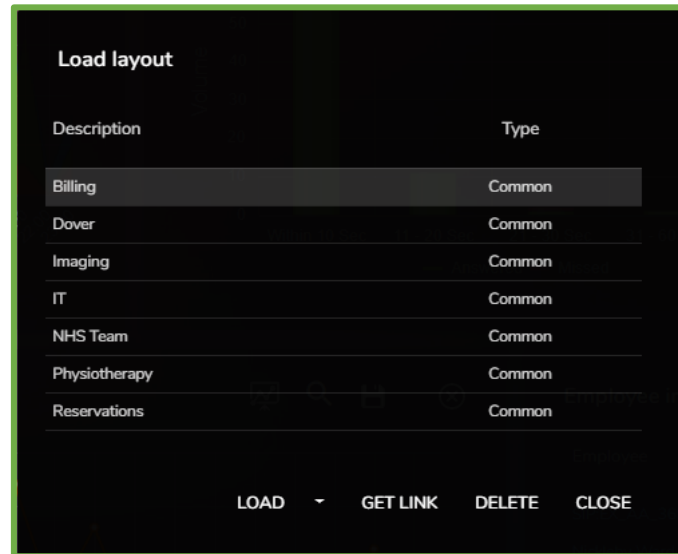 Load layout
Description Type
Billing Common
Dover Common
Imaging Common
IT Common
NHS Team Common
Physiotherapy Common
Reservations Common
LOAD GET LINK DELETE CLOSE